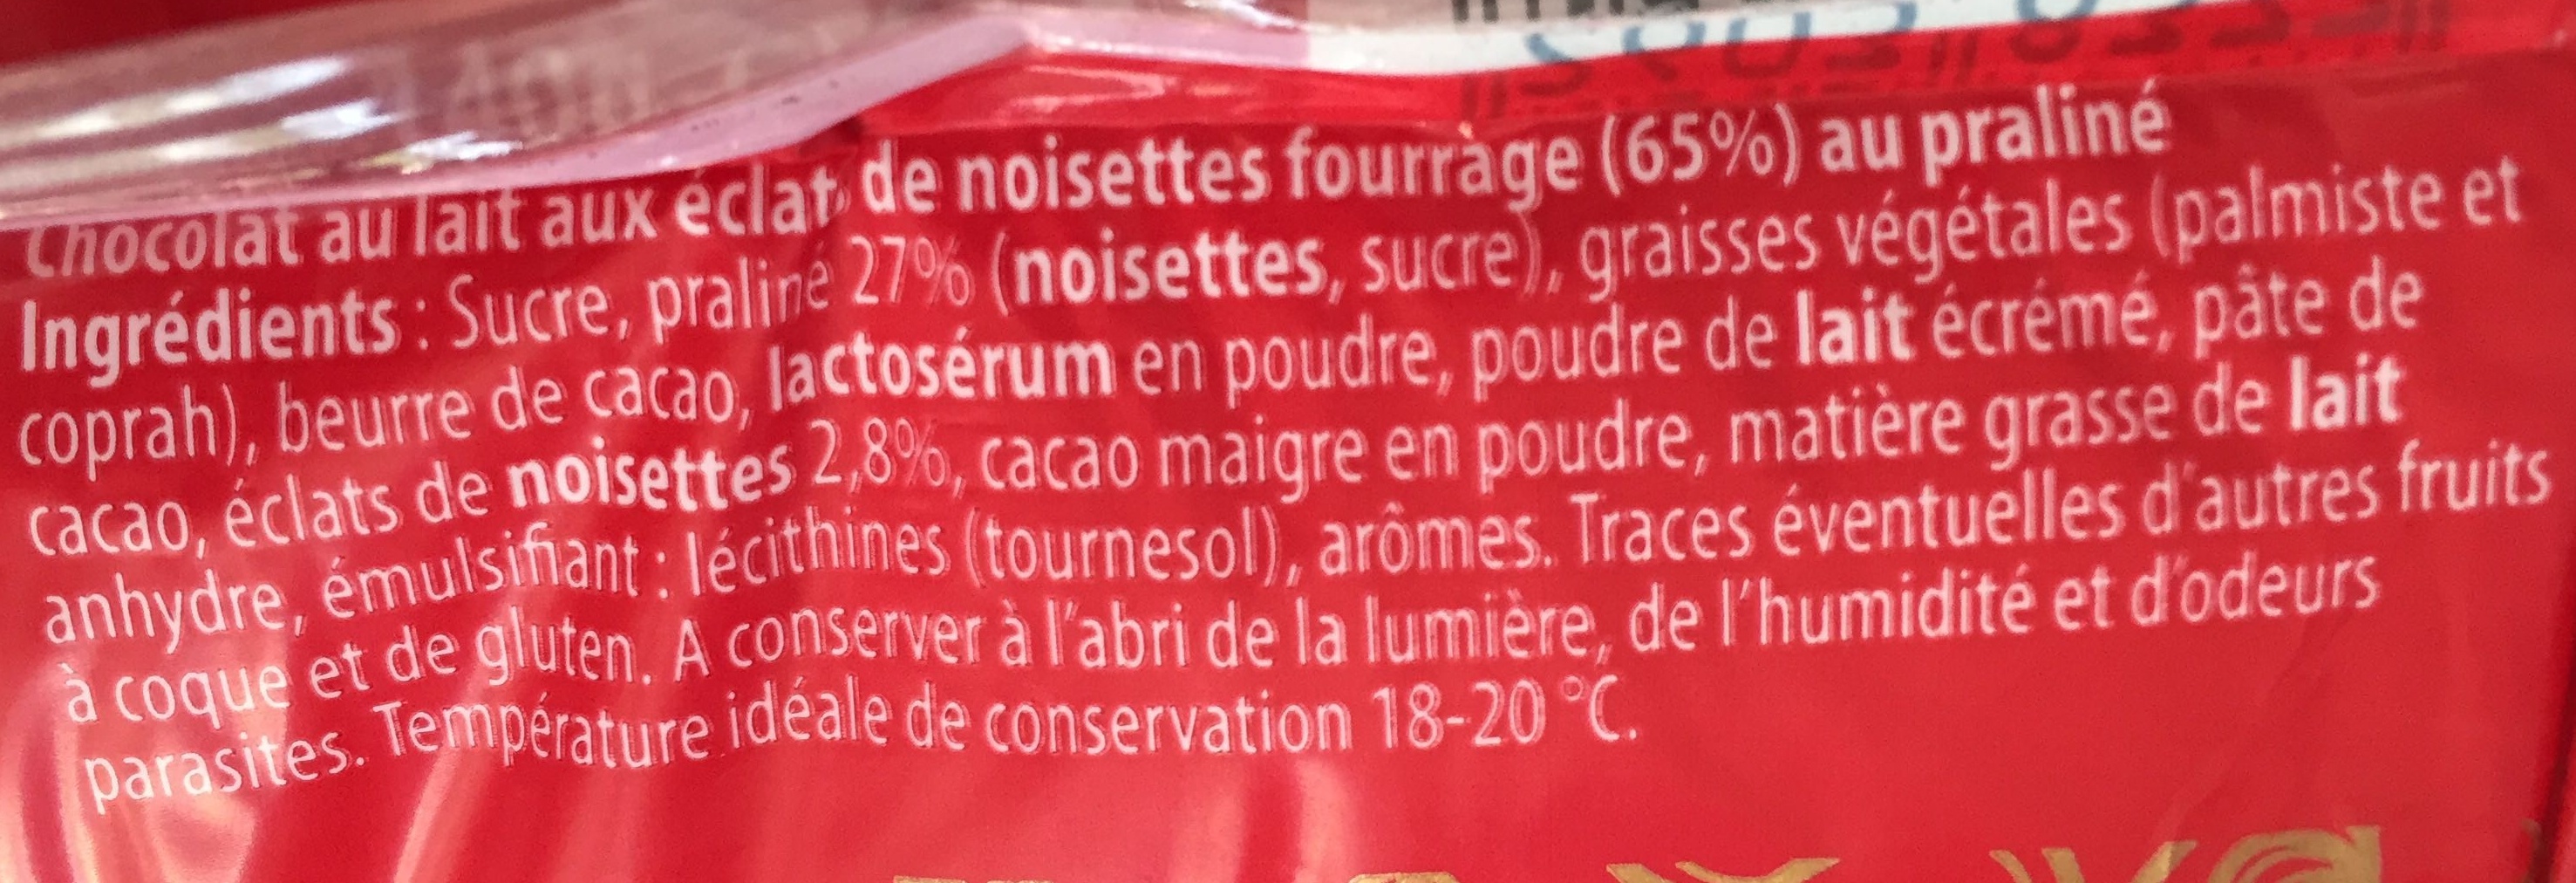 140g
Chocolat au lait aux éclat de noisettes fourrage (65%) au praliné
Ingrédients : Sucre, praliné 27% (noisettes, sucre), graisses végétales (palmiste et
coprah), beurre de cacao, lactosérum en poudre, poudre de lait écrémé, pâte de
cacao, éclats de noisettes 2,8%, cacao maigre en poudre, matière grasse de lait
anhydre, émulsifiant : lécithines (tournesol), arômes. Traces éventuelles d'autres fruits
à coque et de gluten. A conserver à l'abri de la lumière, de l'humidité et d'odeurs
parasites. Température idéale de conservation 18-20 °C.